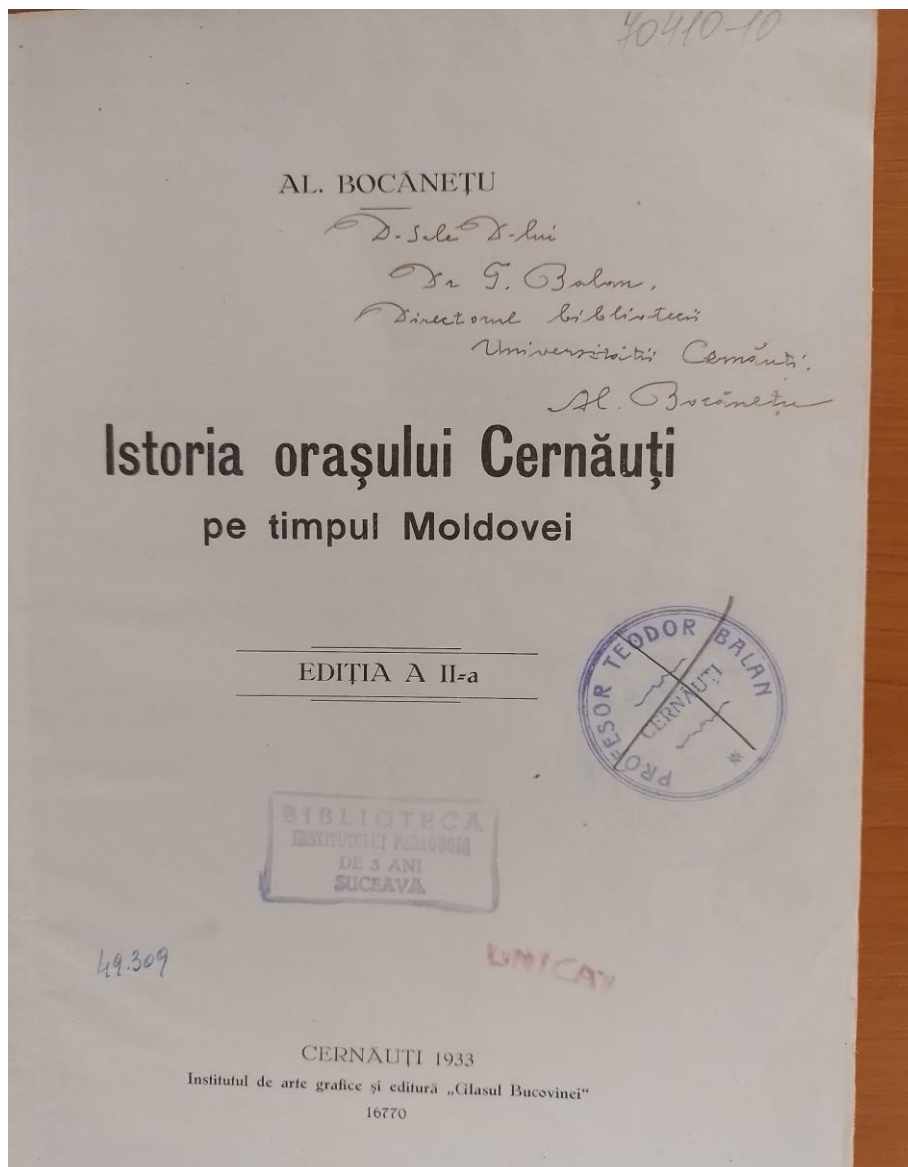 70410-10
AL. BOCĂNEȚU
D-Sale D-lui
Dr T. Balan,
Directorul bibliotecii
Universității Cernăuți.
Al. Bocănețu
Istoria orașului Cernăuți
pe timpul Moldovei
EDIȚIA A II-a
PROFESOR TEODOR BALAN
CERNĂUȚI
BIBLIOTECA
INSTITUTULUI PEDAGOGIC
DE 3 ANI
SUCEAVA
49.309
UNICAT
CERNĂUȚI 1933
Institutul de arte grafice și editură „Glasul Bucovinei“
16770